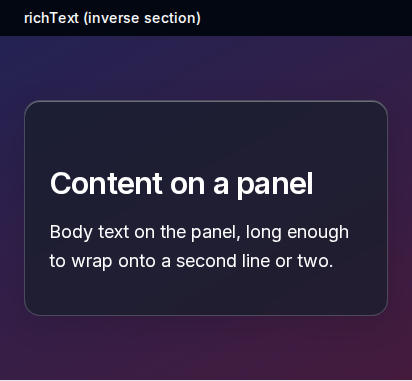 richText (inverse section)
Content on a panel
Body text on the panel, long enough
to wrap onto a second line or two.